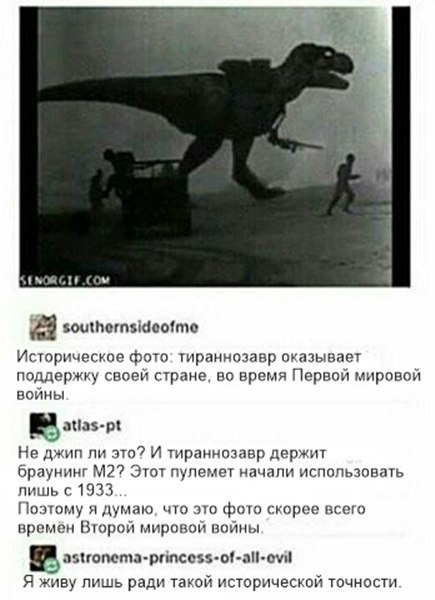 SENORGIF.COM
southernsideofme
Историческое фото: тираннозавр оказывает
поддержку своей стране, во время Первой мировой
войны.
atlas-pt
Не джип ли это? И тираннозавр держит
браунинг М2? Этот пулемет начали использовать
лишь с 1933...
Поэтому я думаю, что это фото скорее всего
времён Второй мировой войны.
astronema-princess-of-all-evil
Я живу лишь ради такой исторической точности.